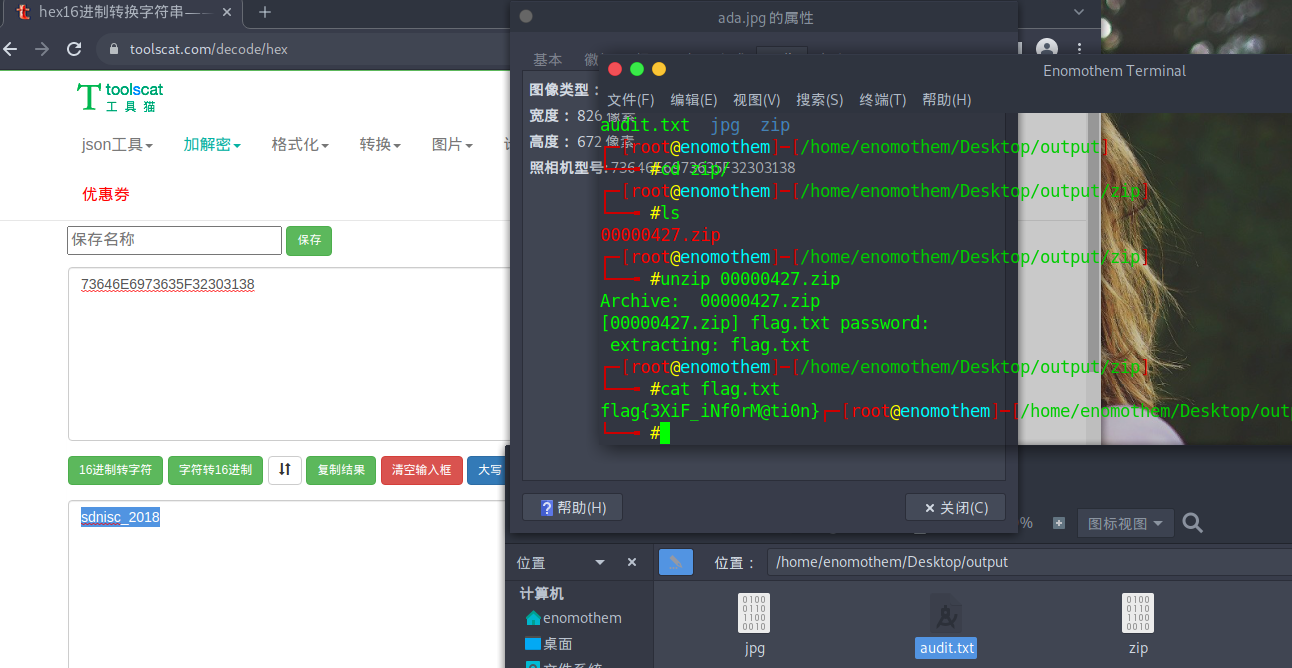 hex16进制转换字符串——
toolscat.com/decode/hex
toolscat
工具猫
json工具
加解密
格式化
转换
图片
优惠券
保存名称
保存
73646E6973635F32303138
16进制转字符
字符转16进制
复制结果
清空输入框
大写
sdnisc_2018
ada.jpg 的属性
基本
图像类型：
宽度： 826 像素
高度： 672 像素
照相机型号: 73646E6973635F32303138
Enomothem Terminal
文件(F) 编辑(E) 视图(V) 搜索(S) 终端(T) 帮助(H)
audit.txt jpg zip
[root@enomothem]─[/home/enomothem/Desktop/output]
#cd zip/
[root@enomothem]─[/home/enomothem/Desktop/output/zip]
#ls
00000427.zip
[root@enomothem]─[/home/enomothem/Desktop/output/zip]
#unzip 00000427.zip
Archive:  00000427.zip
[00000427.zip] flag.txt password:
extracting: flag.txt
[root@enomothem]─[/home/enomothem/Desktop/output/zip]
#cat flag.txt
flag{3XiF_iNf0rM@ti0n}┌─[root@enomothem]─[/home/enomothem/Desktop/out
#
帮助(H)
关闭(C)
%
图标视图
位置
位置：
/home/enomothem/Desktop/output
计算机
enomothem
桌面
文件系统
jpg
audit.txt
zip